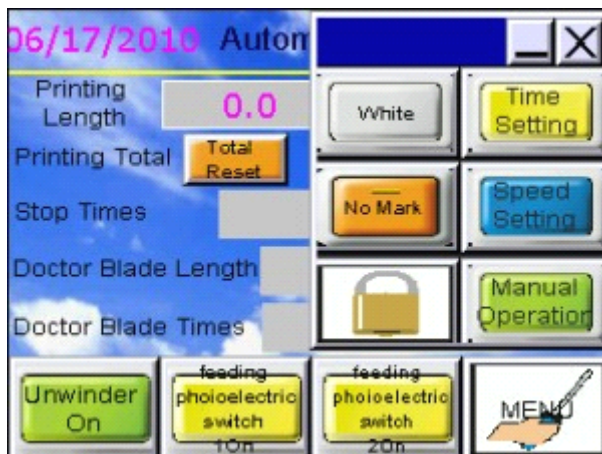 06/17/2010 Autom
Printing
Length
0.0
White
Time
Setting
Printing Total
Total
Reset
No Mark
Speed
Setting
Stop Times
Doctor Blade Length
Manual
Operation
Doctor Blade Times
Unwinder
On
feeding
phoioelectric
switch
1On
feeding
phoioelectric
switch
2On
MENU